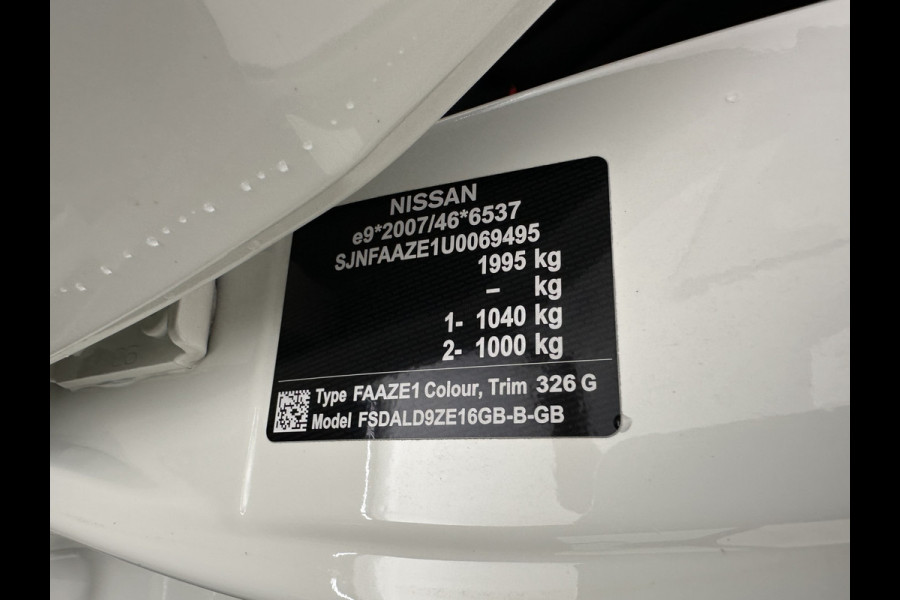 NISSAN
e9*2007/46*6537
SJNFAAZE1U0069495
1995 kg
– kg
1- 1040 kg
2- 1000 kg
Type FAAZE1 Colour, Trim 326 G
Model FSDALD9ZE16GB-B-GB